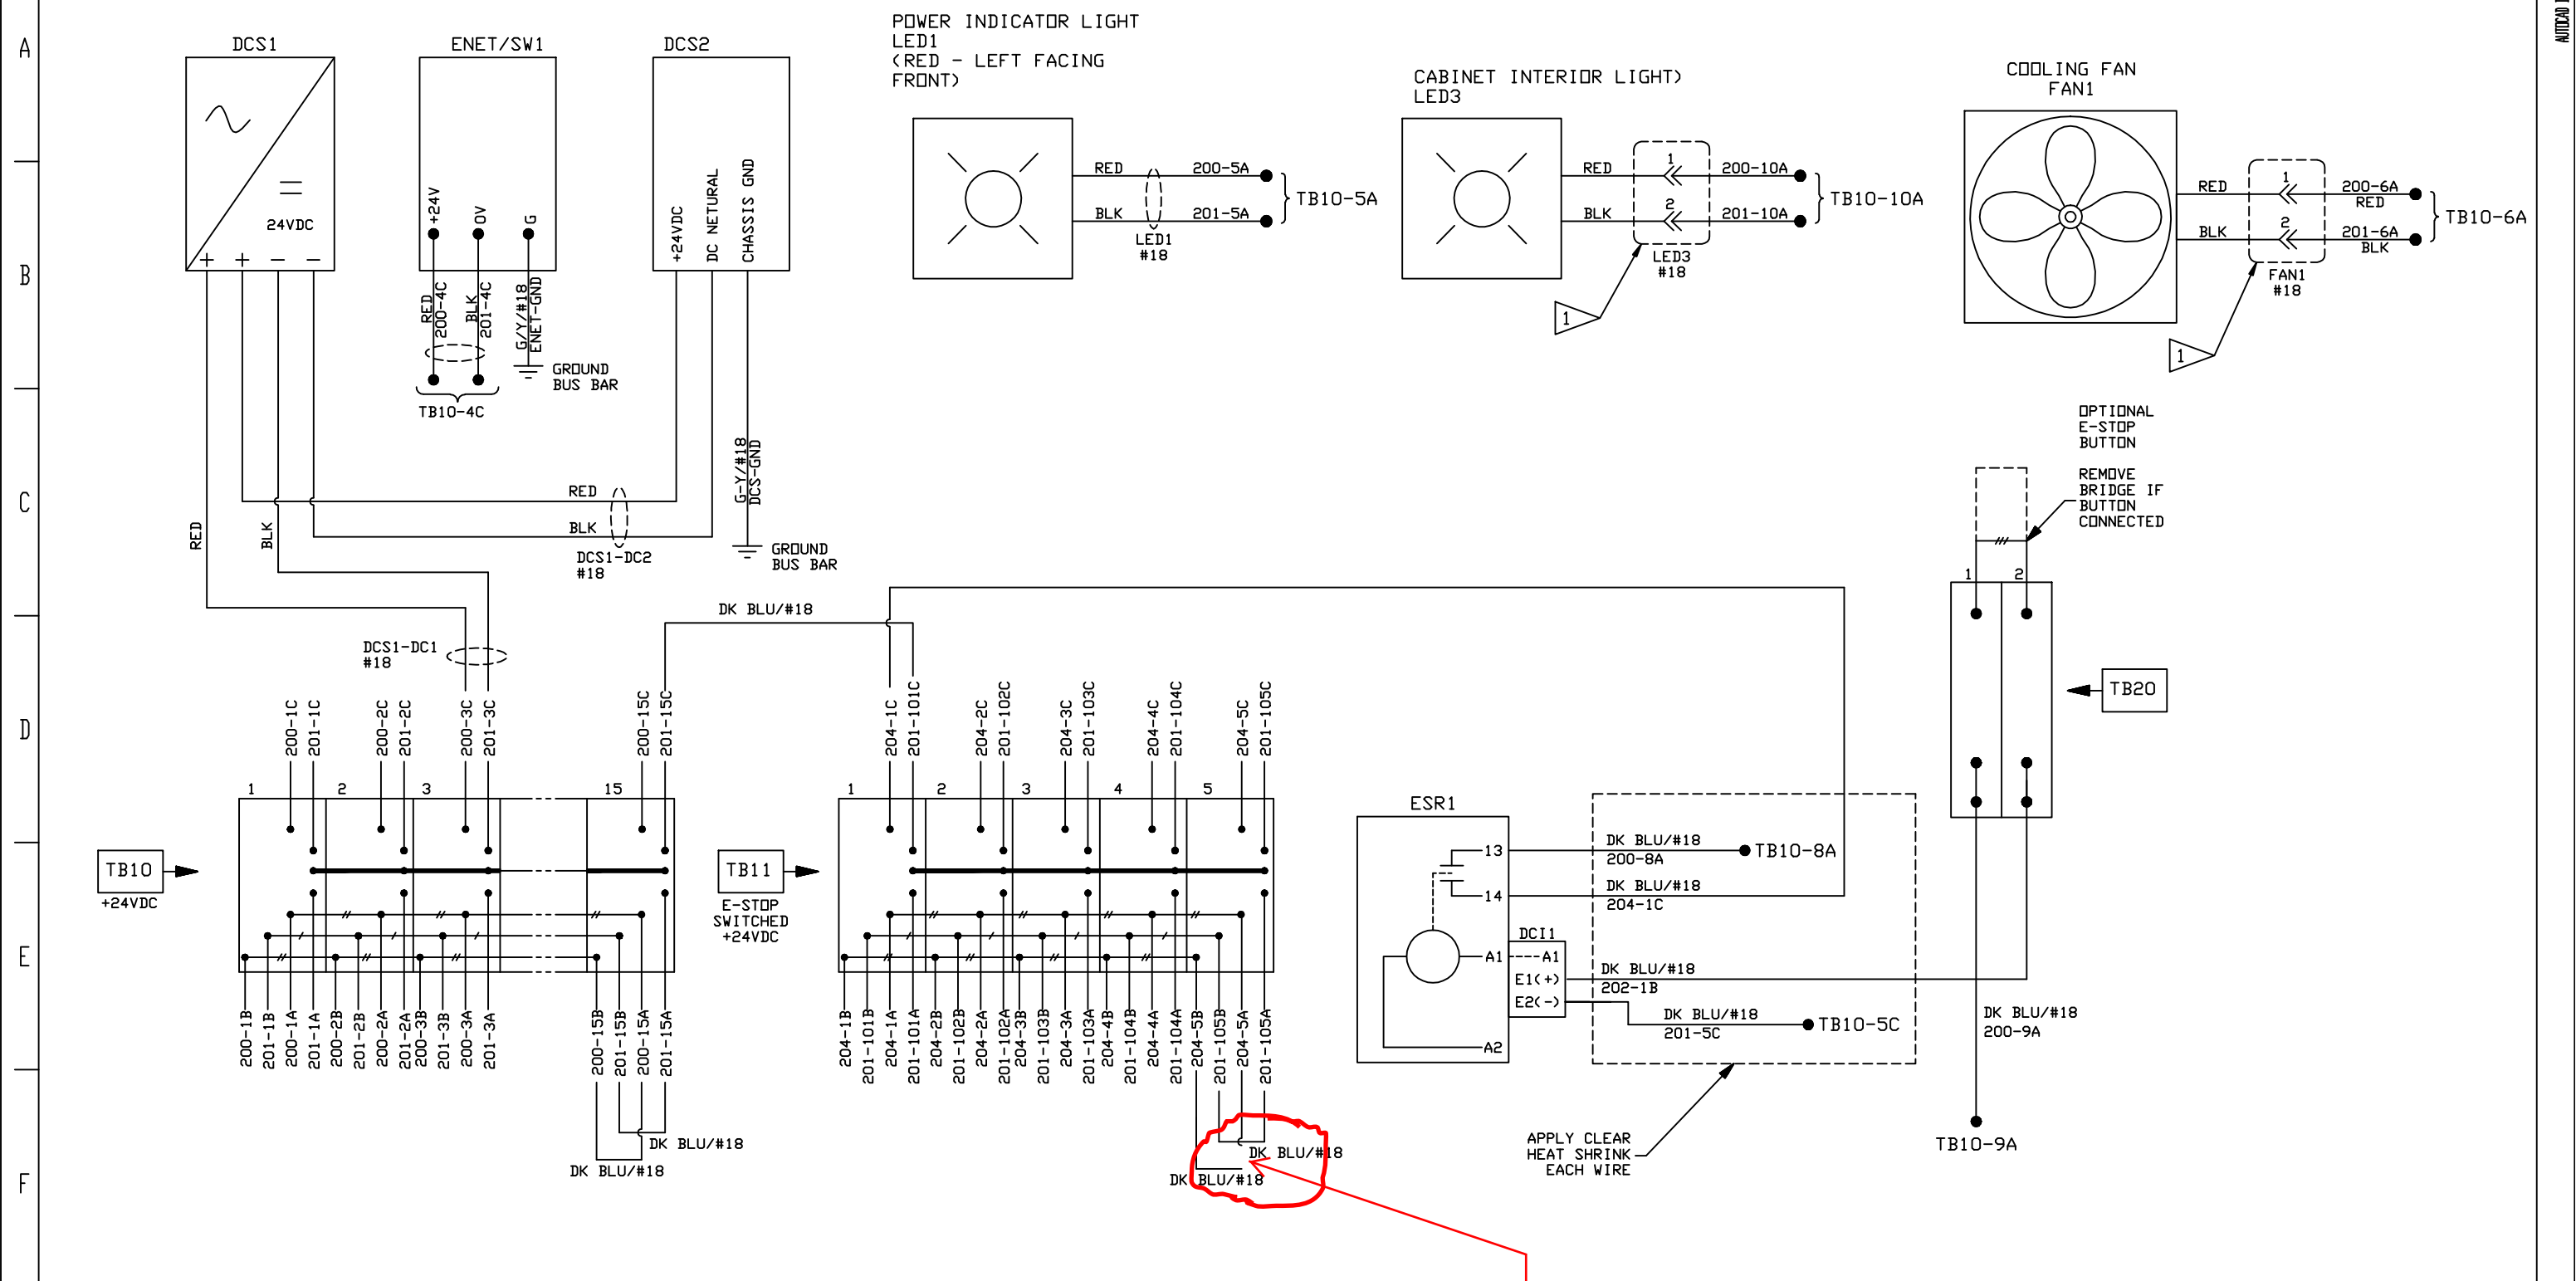 A
B
C
D
E
F
DCS1
24VDC
+ + - -
ENET/SW1
+24V
0V
G
RED
200-4C
BLK
201-4C
G/Y/#18
ENET-GND
GROUND
BUS BAR
TB10-4C
DCS2
+24VDC
DC NETURAL
CHASSIS GND
G-Y/#18
DCS-GND
GROUND
BUS BAR
RED
BLK
RED
BLK
DCS1-DC2
#18
DCS1-DC1
#18
POWER INDICATOR LIGHT
LED1
(RED - LEFT FACING
FRONT)
RED
200-5A
BLK
201-5A
TB10-5A
LED1
#18
CABINET INTERIOR LIGHT)
LED3
RED
1
200-10A
BLK
2
201-10A
TB10-10A
LED3
#18
1
COOLING FAN
FAN1
RED
1
200-6A
RED
BLK
2
201-6A
BLK
TB10-6A
FAN1
#18
1
OPTIONAL
E-STOP
BUTTON
REMOVE
BRIDGE IF
BUTTON
CONNECTED
1 2
TB20
DK BLU/#18
200-9A
TB10-9A
DK BLU/#18
200-1C
201-1C
200-2C
201-2C
200-3C
201-3C
200-15C
201-15C
1 2 3 15
TB10
+24VDC
200-1B
201-1B
200-1A
201-1A
200-2B
201-2B
200-2A
201-2A
200-3B
201-3B
200-3A
201-3A
200-15B
201-15B
200-15A
201-15A
DK BLU/#18
DK BLU/#18
204-1C
201-101C
204-2C
201-102C
204-3C
201-103C
204-4C
201-104C
204-5C
201-105C
1 2 3 4 5
TB11
E-STOP
SWITCHED
+24VDC
204-1B
201-101B
204-1A
201-101A
204-2B
201-102B
204-2A
201-102A
204-3B
201-103B
204-3A
201-103A
204-4B
201-104B
204-4A
201-104A
204-5B
201-105B
204-5A
201-105A
DK BLU/#18
DK BLU/#18
ESR1
13
14
A1
A2
DCI1
A1
E1(+)
E2(-)
DK BLU/#18
200-8A
TB10-8A
DK BLU/#18
204-1C
DK BLU/#18
202-1B
DK BLU/#18
201-5C
TB10-5C
APPLY CLEAR
HEAT SHRINK
EACH WIRE